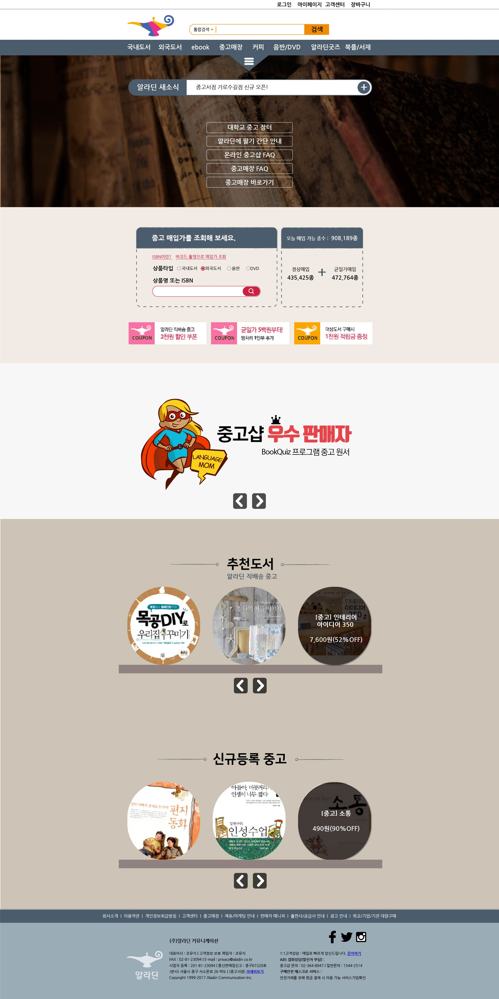 로그인 마이페이지 고객센터 장바구니
통합검색 검색
국내도서 외국도서 ebook 중고매장 커피 음반/DVD 알라딘굿즈 북플/서재
알라딘 새소식 중고서점 가로수길점 신규 오픈!
대학교 중고 장터
알라딘에 팔기 간단 안내
온라인 중고샵 FAQ
중고매장 FAQ
중고매장 바로가기
중고 매입가를 조회해 보세요.
ISBN이란? 바코드 촬영으로 매입가 조회
상품타입 국내도서 외국도서 음반 DVD
상품명 또는 ISBN
오늘 매입 가능 종수 : 908,189종
정상매입 + 균일가매입
435,425종 472,764종
COUPON
알라딘 직배송 중고
2천원 할인 쿠폰
COUPON
균일가 5백원부터!
땡처리 1만부 추가
COUPON
대상도서 구매시
1천원 적립금 증정
LANGUAGE
MOM
중고샵 우수 판매자
BookQuiz 프로그램 중고 원서
추천도서
알라딘 직배송 중고
목공DIY로
우리집 꾸미기
동영상
여름 이야기
인테리어
아이디어
350
[중고] 인테리어
아이디어 350
7,600원(52%OFF)
신규등록 중고
엄마 아빠가 보내는 12가지
편지
동화
아들아, 머뭇거리기
인생이 너무 짧다
강헌구의
인성수업
소통
[중고] 소통
490원(90%OFF)
회사소개 | 이용약관 | 개인정보취급방침 | 고객센터 | 중고매장 | 제휴/마케팅 안내 | 판매자 매니저 | 출판사/공급사 안내 | 광고 안내 | 학교/기업/기관 대량구매
알라딘
(주)알라딘 커뮤니케이션
대표이사 : 조유식 | 고객정보 보호 책임자 : 조유식
FAX : 02-81-23094 | E-mail : privacy@aladin.co.kr
사업자 등록 : 201-81-23094 | 통신판매업신고 : 중구01520호
(본사) 서울시 중구 서소문로 26 약도 | (중고서점) 자세히보기
Copyright 1999-2017 Aladin Communication Inc.
1:1고객상담 : 메일로 빠르게 답신드립니다. 문의하기
ARS 접화상담(발신자 부담) :
중고샵 문의 : 02-364-8947 | 일반문의 : 1544-2514
구매안전 에스크로 서비스 :
안전거래를 위해 현금 결제 시 이용 가능 서비스가입확인